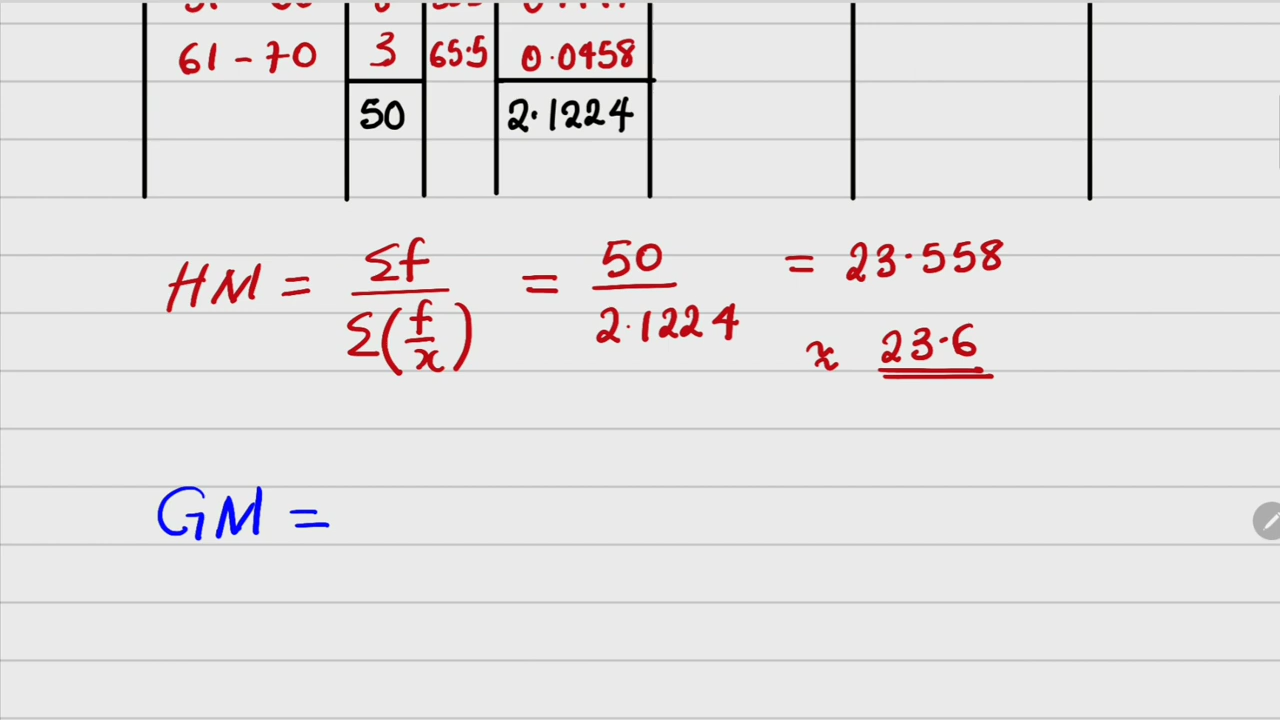 61 - 70 3 65.5 0.0458
50 2.1224
HM = Σf / Σ(f/x) = 50 / 2.1224 = 23.558
≈ 23.6
GM =